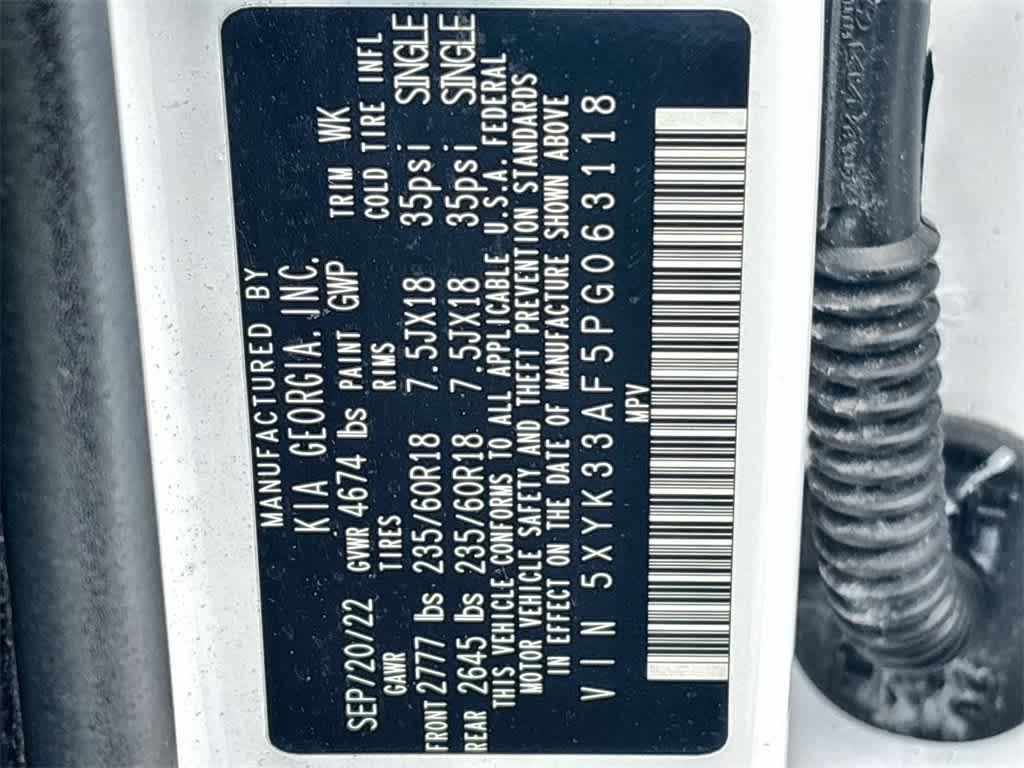 MANUFACTURED BY
KIA GEORGIA. INC.
SEP/20/22 GVWR 4674 lbs PAINT GWP TRIM WK
GAWR TIRES RIMS COLD TIRE INFL
FRONT 2777 lbs 235/60R18 7.5JX18 35psi SINGLE
REAR 2645 lbs 235/60R18 7.5JX18 35psi SINGLE
THIS VEHICLE CONFORMS TO ALL APPLICABLE U.S.A. FEDERAL
MOTOR VEHICLE SAFETY AND THEFT PREVENTION STANDARDS
IN EFFECT ON THE DATE OF MANUFACTURE SHOWN ABOVE
VIN 5XYK33AF5PG063118
MPV